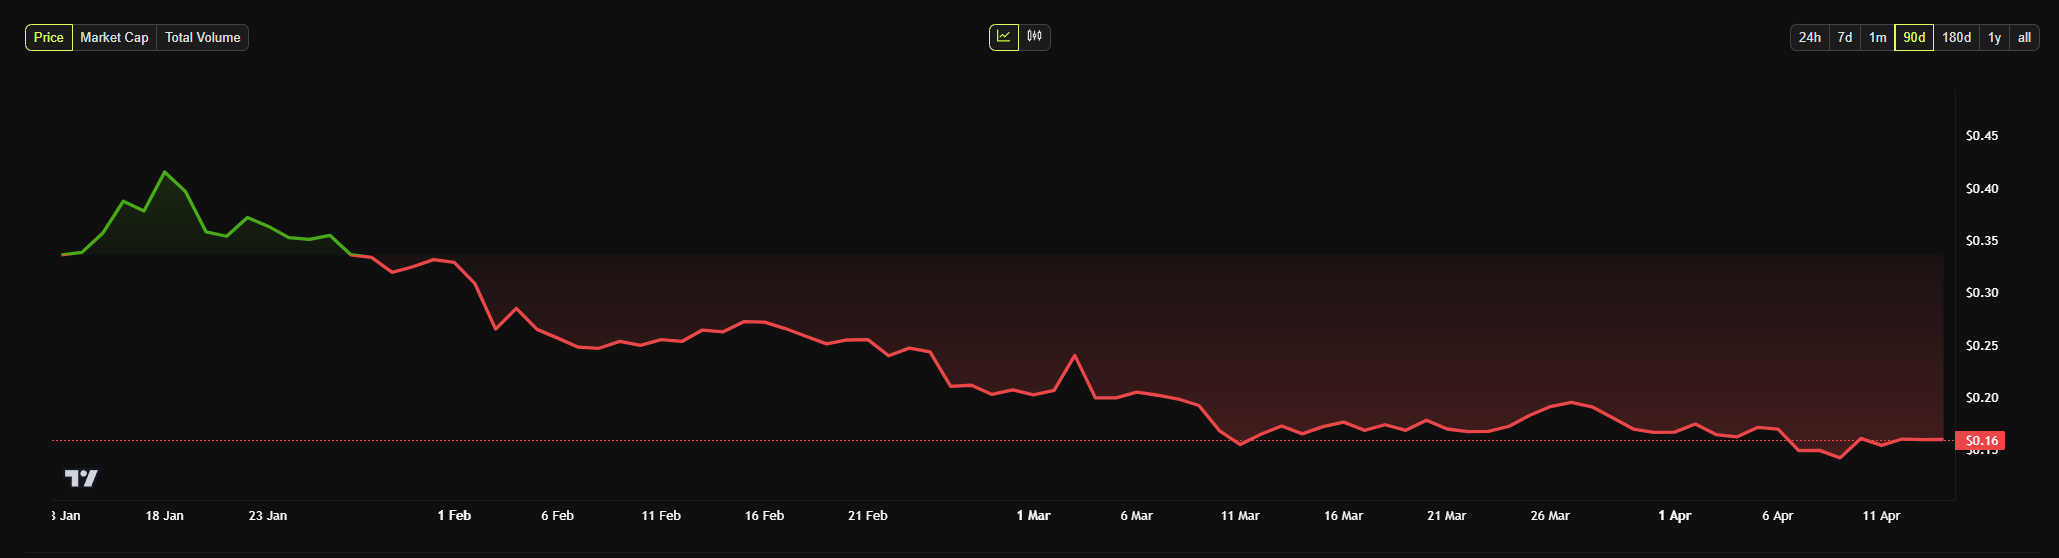 Price Market Cap Total Volume
24h 7d 1m 90d 180d 1y all
$0.45
$0.40
$0.35
$0.30
$0.25
$0.20
$0.16
$0.15
3 Jan 18 Jan 23 Jan 1 Feb 6 Feb 11 Feb 16 Feb 21 Feb 1 Mar 6 Mar 11 Mar 16 Mar 21 Mar 26 Mar 1 Apr 6 Apr 11 Apr